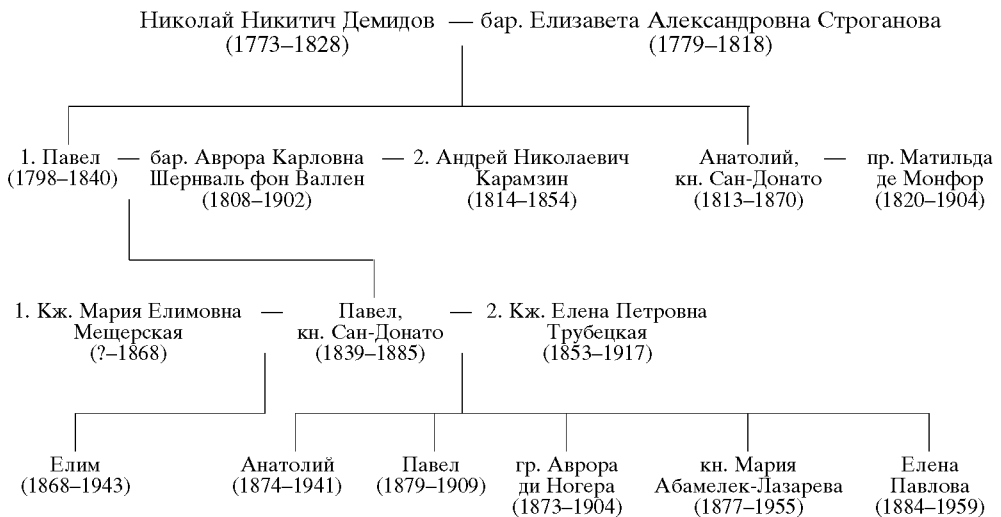 Николай Никитич Демидов — бар. Елизавета Александровна Строганова
(1773–1828) (1779–1818)
1. Павел — бар. Аврора Карловна — 2. Андрей Николаевич Анатолий, — пр. Матильда
(1798–1840) Шернваль фон Валлен Карамзин кн. Сан-Донато де Монфор
(1808–1902) (1814–1854) (1813–1870) (1820–1904)
1. Кж. Мария Елимовна — Павел, — 2. Кж. Елена Петровна
Мещерская кн. Сан-Донато Трубецкая
(?–1868) (1839–1885) (1853–1917)
Елим Анатолий Павел гр. Аврора кн. Мария Елена
(1868–1943) (1874–1941) (1879–1909) ди Ногера Абамелек-Лазарева Павлова
(1873–1904) (1877–1955) (1884–1959)